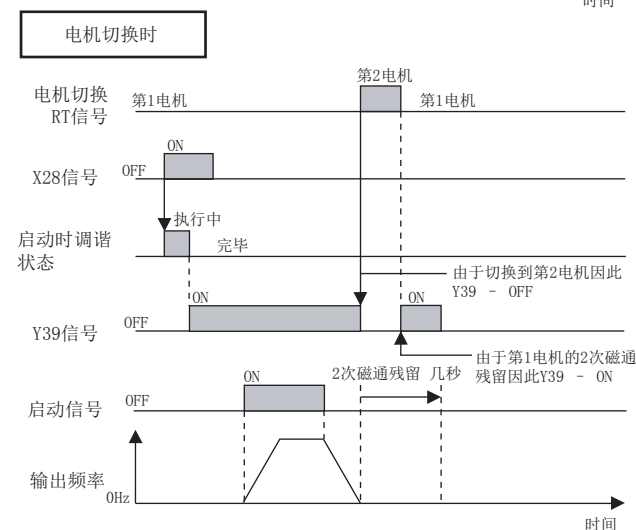 时间
电机切换时
第2电机
电机切换
RT信号
第1电机
第1电机
ON
X28信号
OFF
执行中
启动时调谐
状态
完毕
由于切换到第2电机因此
Y39 - OFF
ON
ON
Y39信号
OFF
由于第1电机的2次磁通
残留因此Y39 - ON
2次磁通残留 几秒
ON
启动信号
OFF
输出频率
0Hz
时间